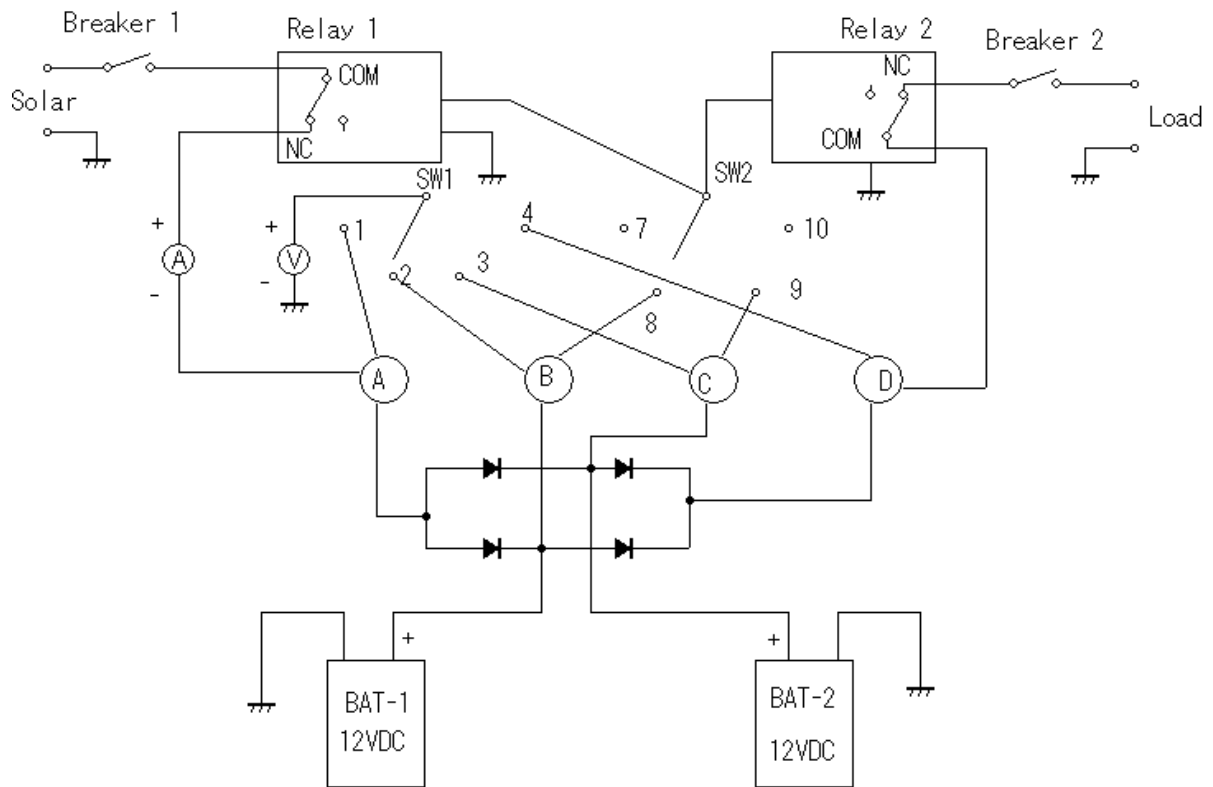 Breaker 1
Relay 1
Relay 2
Breaker 2
COM
NC
Solar
Load
NC
COM
SW1
SW2
+
+
1
4
7
10
A
V
-
-
2
3
8
9
A
B
C
D
+
+
BAT-1
12VDC
BAT-2
12VDC